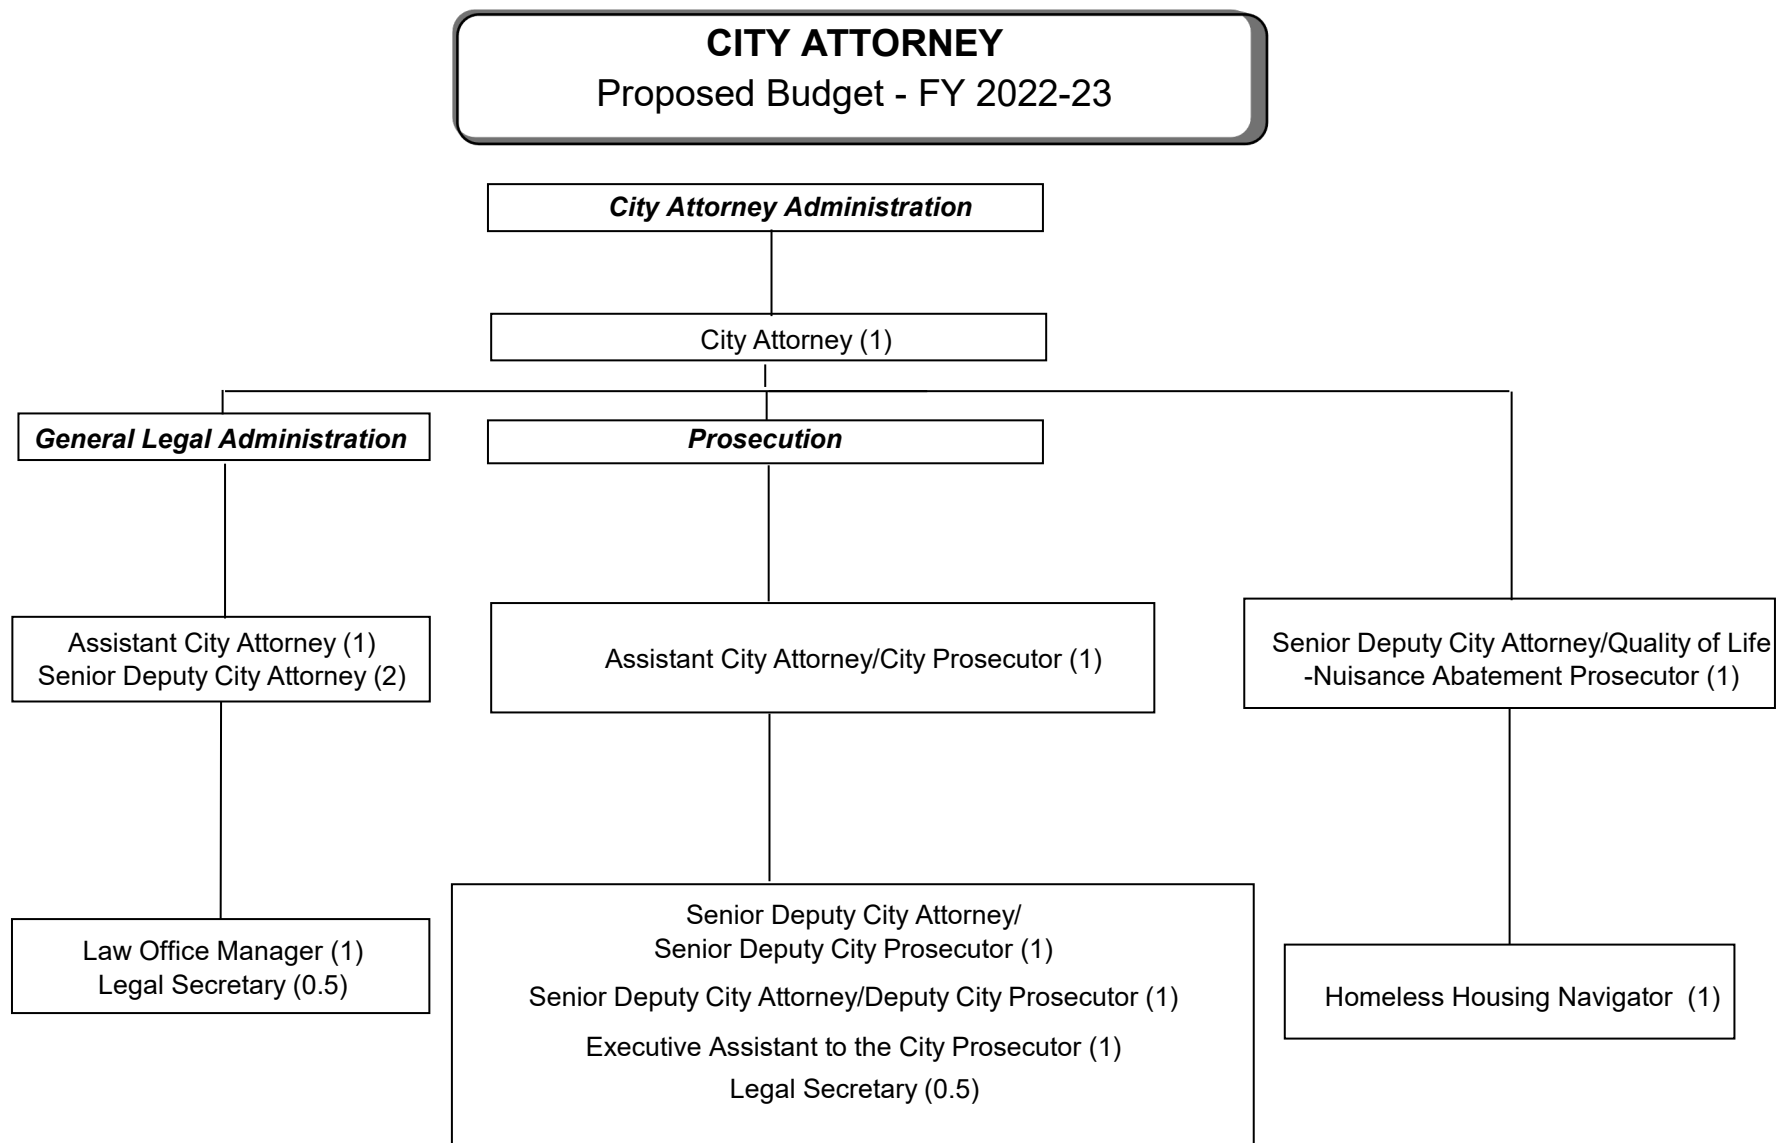 CITY ATTORNEY
Proposed Budget - FY 2022-23
City Attorney Administration
City Attorney (1)
General Legal Administration
Prosecution
Assistant City Attorney (1)
Senior Deputy City Attorney (2)
Assistant City Attorney/City Prosecutor (1)
Senior Deputy City Attorney/Quality of Life
-Nuisance Abatement Prosecutor (1)
Law Office Manager (1)
Legal Secretary (0.5)
Senior Deputy City Attorney/
Senior Deputy City Prosecutor (1)
Senior Deputy City Attorney/Deputy City Prosecutor (1)
Executive Assistant to the City Prosecutor (1)
Legal Secretary (0.5)
Homeless Housing Navigator (1)